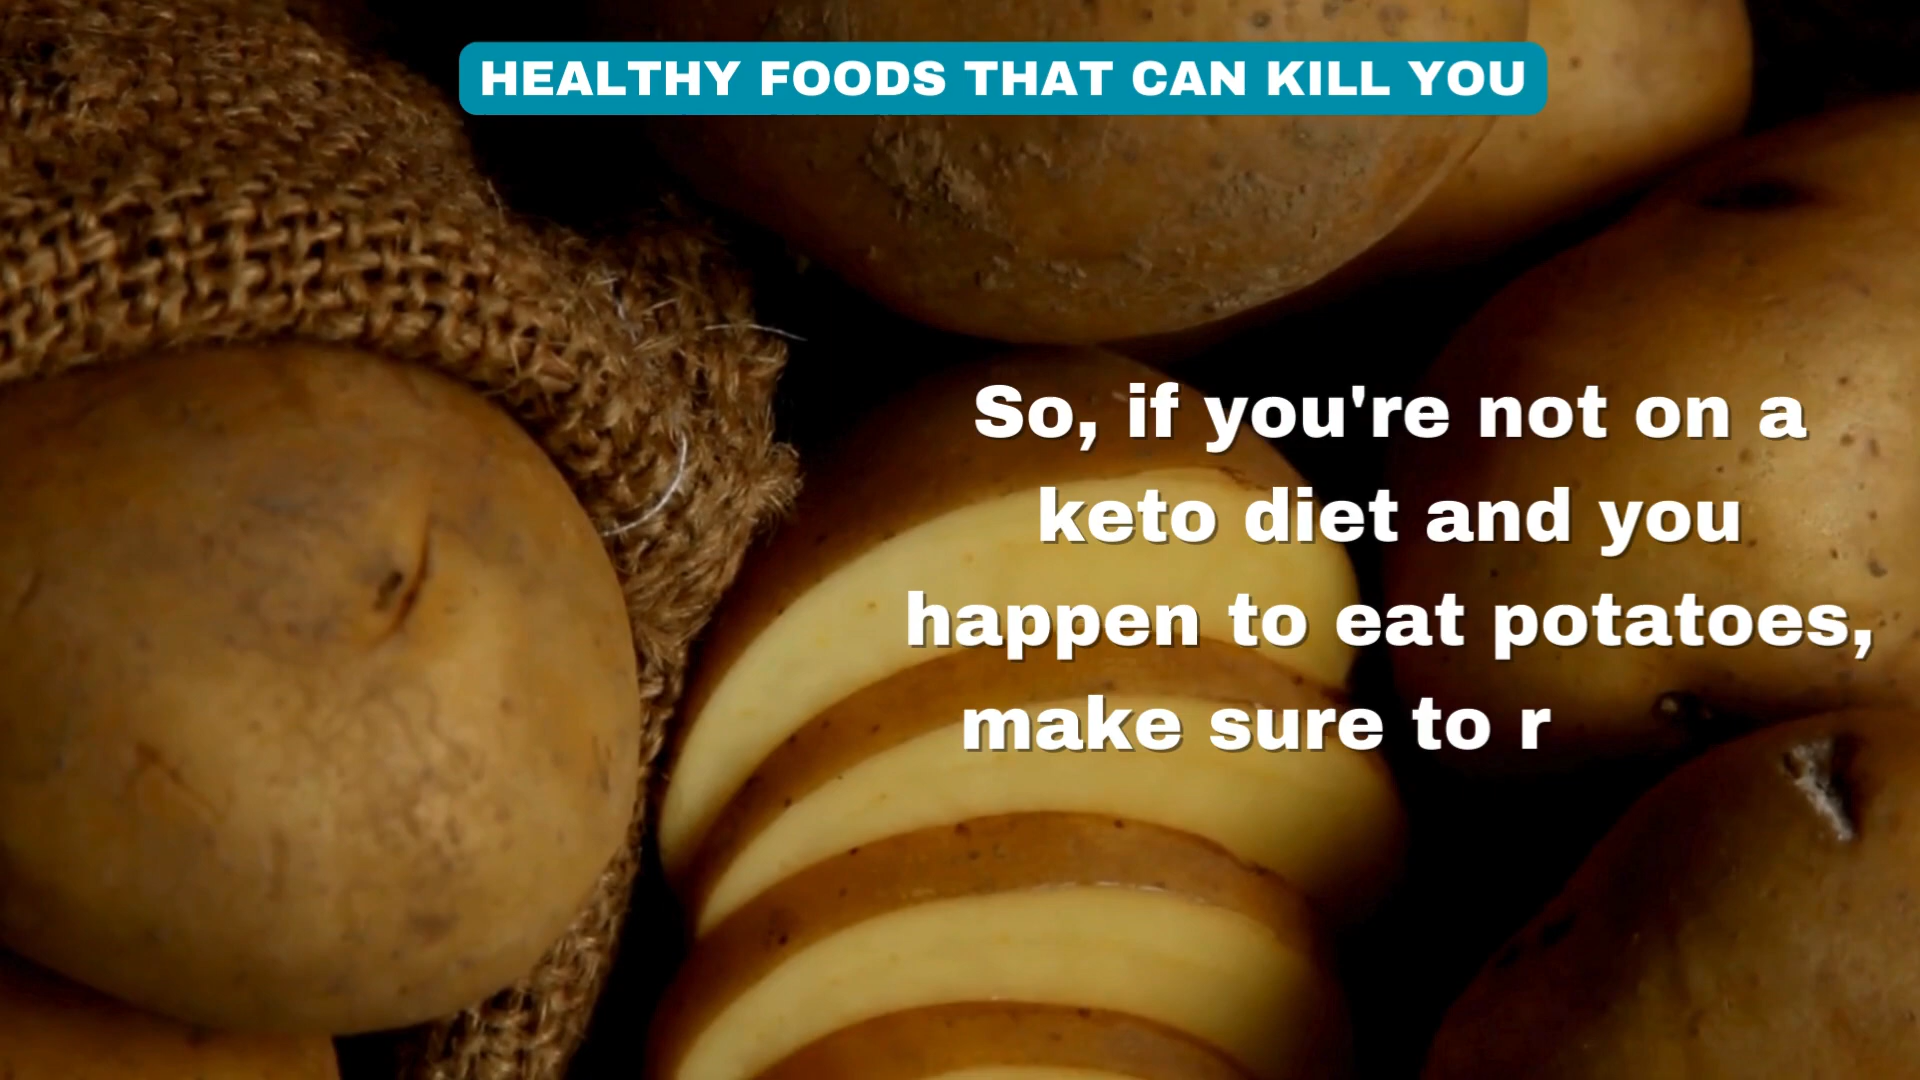 HEALTHY FOODS THAT CAN KILL YOU
So, if you're not on a
keto diet and you
happen to eat potatoes,
make sure to r